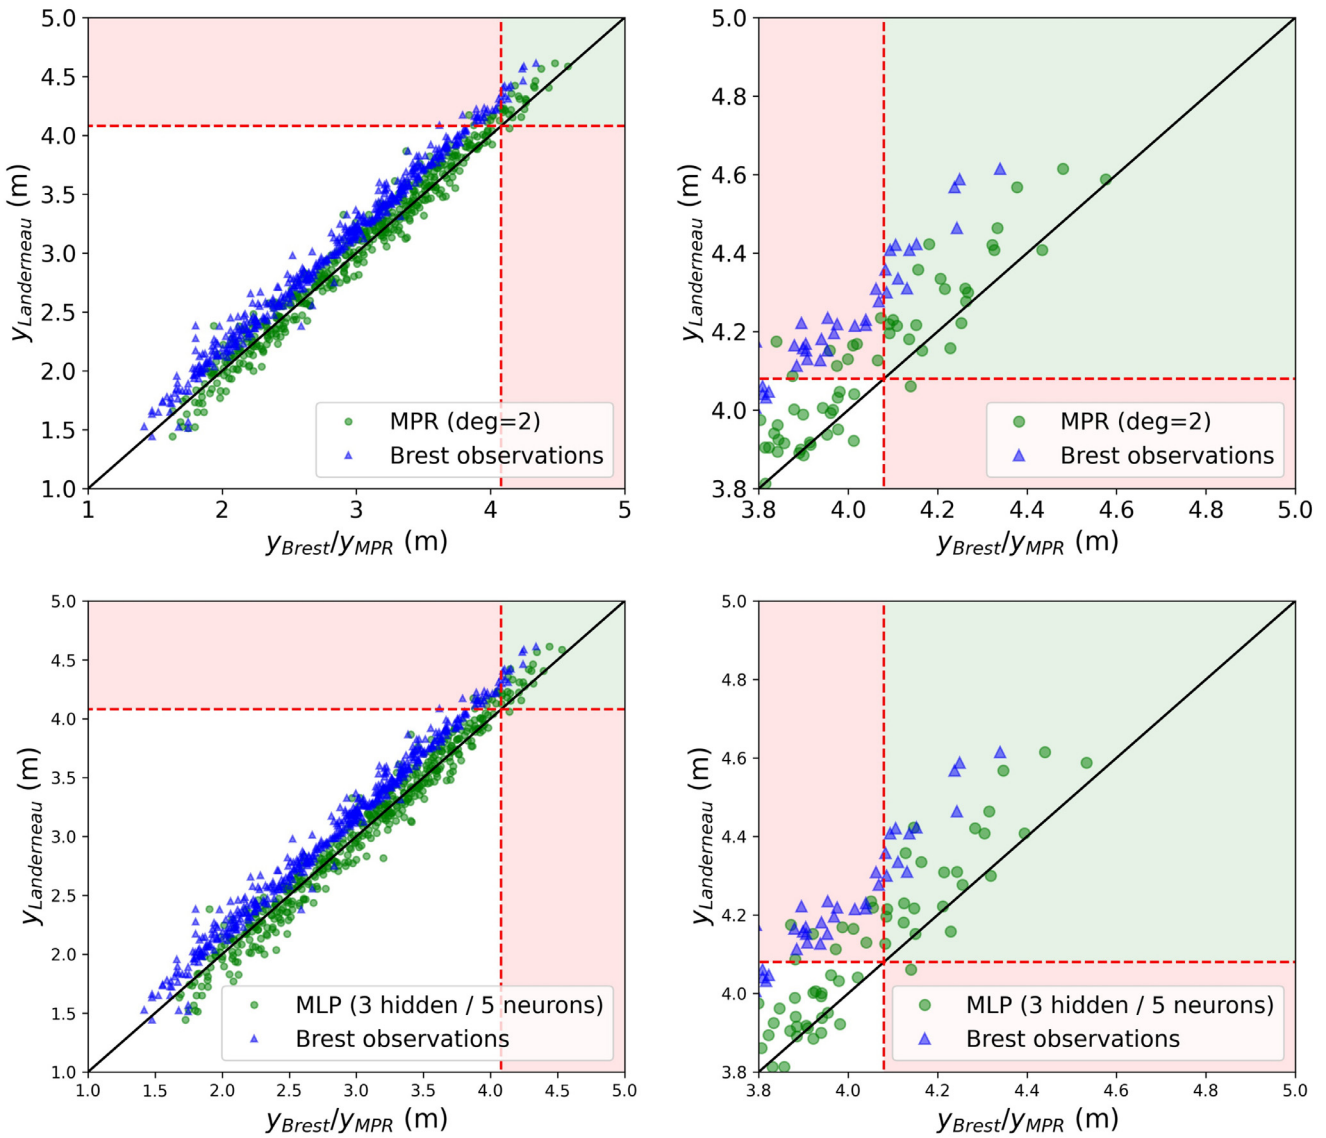 5.0
4.5
4.0
3.5
3.0
2.5
2.0
1.5
1.0
y_Landerneau (m)
MPR (deg=2)
Brest observations
1 2 3 4 5
y_Brest/y_MPR (m)
5.0
4.8
4.6
4.4
4.2
4.0
3.8
y_Landerneau (m)
MPR (deg=2)
Brest observations
3.8 4.0 4.2 4.4 4.6 4.8 5.0
y_Brest/y_MPR (m)
5.0
4.5
4.0
3.5
3.0
2.5
2.0
1.5
1.0
y_Landerneau (m)
MLP (3 hidden / 5 neurons)
Brest observations
1.0 1.5 2.0 2.5 3.0 3.5 4.0 4.5 5.0
y_Brest/y_MPR (m)
5.0
4.8
4.6
4.4
4.2
4.0
3.8
y_Landerneau (m)
MLP (3 hidden / 5 neurons)
Brest observations
3.8 4.0 4.2 4.4 4.6 4.8 5.0
y_Brest/y_MPR (m)